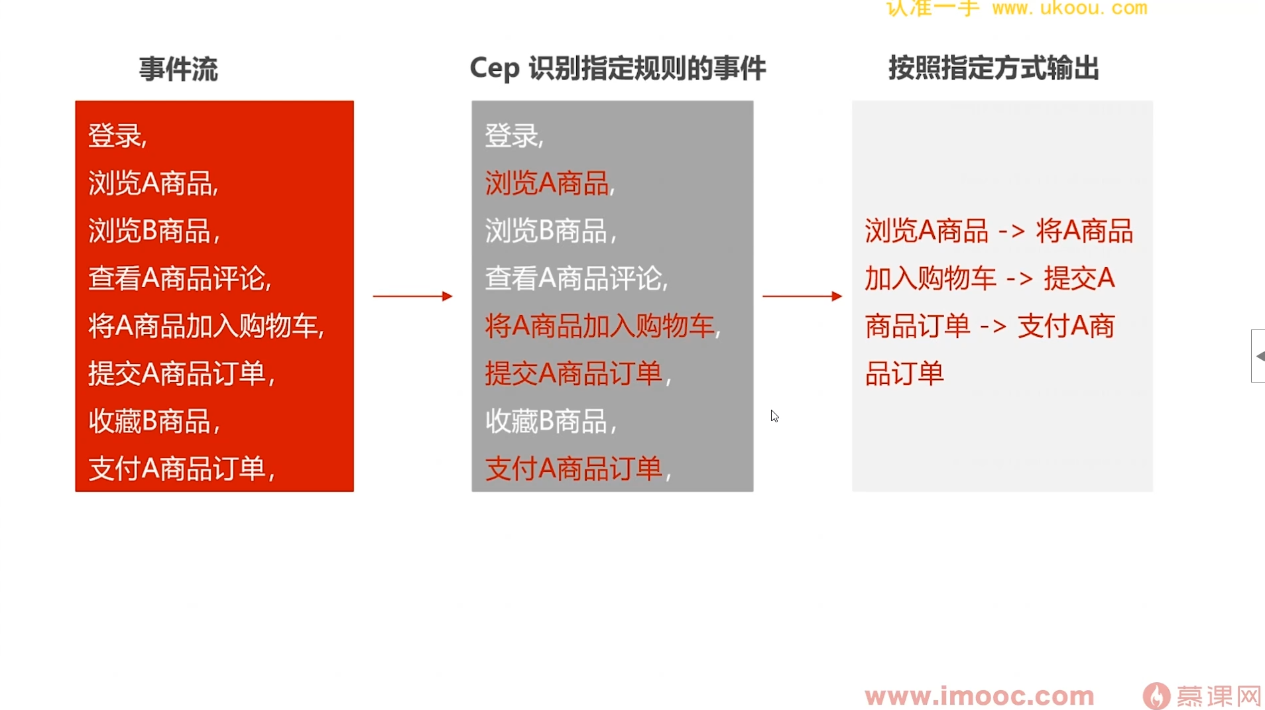 认准一手 www.ukoou.com
事件流
Cep 识别指定规则的事件
按照指定方式输出
登录,
浏览A商品,
浏览B商品，
查看A商品评论,
将A商品加入购物车,
提交A商品订单，
收藏B商品，
支付A商品订单，
登录,
浏览A商品,
浏览B商品，
查看A商品评论,
将A商品加入购物车,
提交A商品订单，
收藏B商品，
支付A商品订单，
浏览A商品 -> 将A商品
加入购物车 -> 提交A
商品订单 -> 支付A商
品订单
www.imooc.com 慕课网